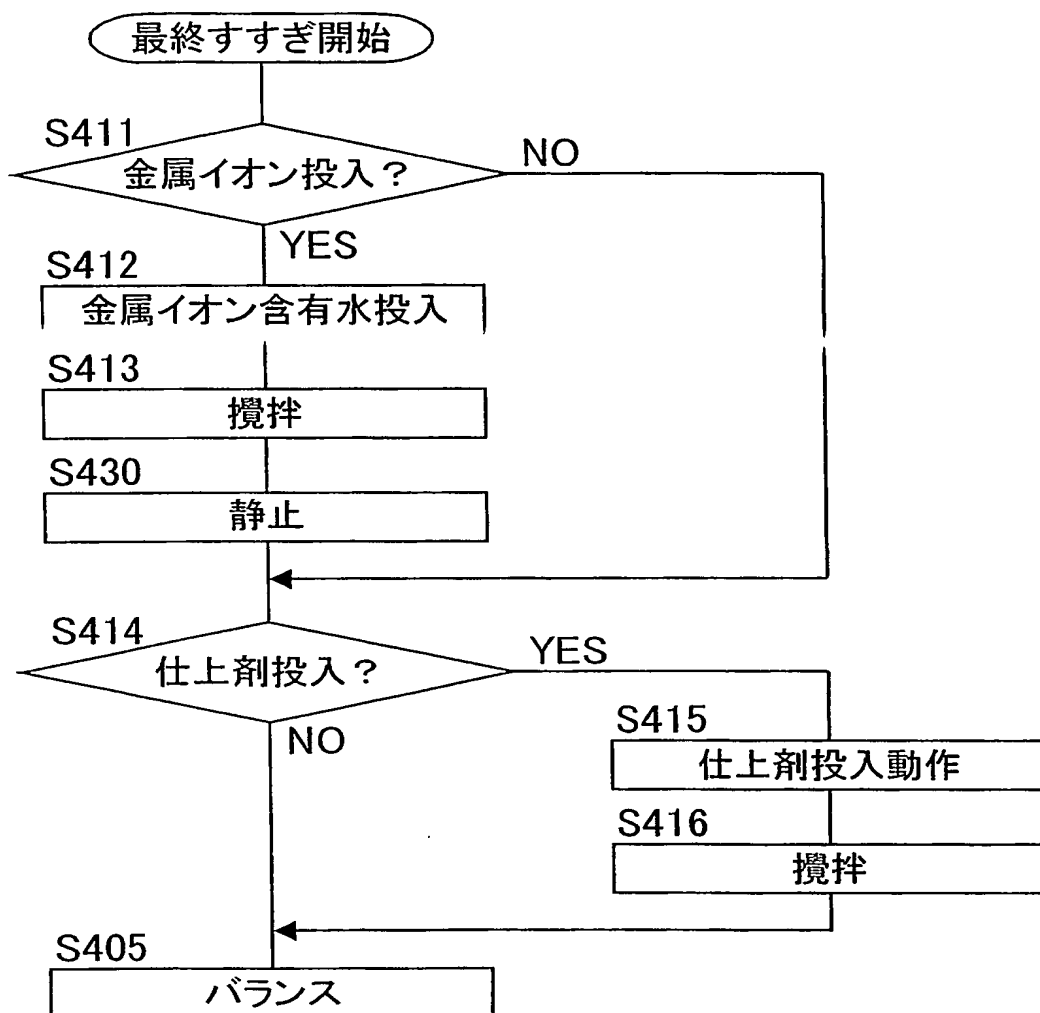 最終すすぎ開始
S411
金属イオン投入？
NO
YES
S412
金属イオン含有水投入
S413
攪拌
S430
静止
S414
仕上剤投入？
YES
NO
S415
仕上剤投入動作
S416
攪拌
S405
バランス